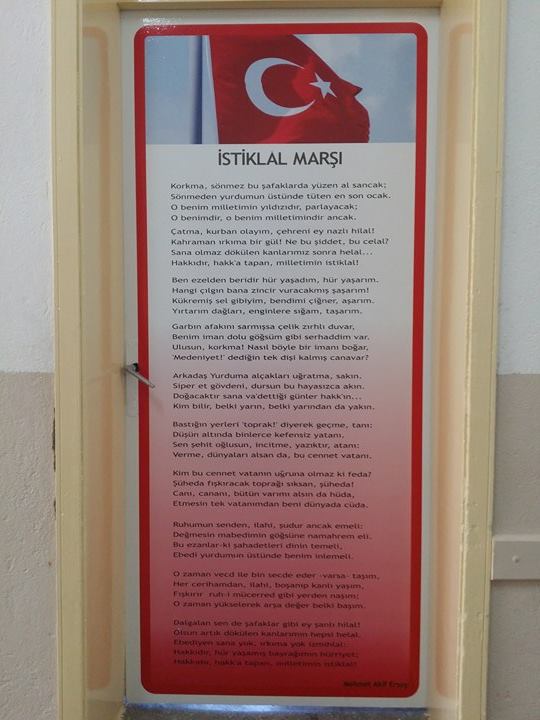 İSTİKLAL MARŞI
Korkma, sönmez bu şafaklarda yüzen al sancak;
Sönmeden yurdumun üstünde tüten en son ocak.
O benim milletimin yıldızıdır, parlayacak;
O benimdir, o benim milletimindir ancak.
Çatma, kurban olayım, çehreni ey nazlı hilal!
Kahraman ırkıma bir gül! Ne bu şiddet, bu celal?
Sana olmaz dökülen kanlarımız sonra helal...
Hakkıdır, hakk'a tapan, milletimin istiklal!
Ben ezelden beridir hür yaşadım, hür yaşarım.
Hangi çılgın bana zincir vuracakmış şaşarım!
Kükremiş sel gibiyim, bendimi çiğner, aşarım.
Yırtarım dağları, enginlere sığam, taşarım.
Garbın afakını sarmışsa çelik zırhlı duvar,
Benim iman dolu göğsüm gibi serhaddim var.
Ulusun, korkma! Nasıl böyle bir imanı boğar,
'Medeniyet!' dediğin tek dişi kalmış canavar?
Arkadaş Yurduma alçakları uğratma, sakın.
Siper et gövdeni, dursun bu hayasızca akın.
Doğacaktır sana va'dettiği günler hakk'ın...
Kim bilir, belki yarın, belki yarından da yakın.
Bastığın yerleri 'toprak!' diyerek geçme, tanı:
Düşün altında binlerce kefensiz yatanı.
Sen şehit oğlusun, incitme, yazıktır, atanı:
Verme, dünyaları alsan da, bu cennet vatanı.
Kim bu cennet vatanın uğruna olmaz ki feda?
Şüheda fışkıracak toprağı sıksan, şüheda!
Canı, cananı, bütün varımı alsın da hüda,
Etmesin tek vatanımdan beni dünyada cüda.
Ruhumun senden, ilahi, şudur ancak emeli:
Değmesin mabedimin göğsüne namahrem eli.
Bu ezanlar-ki şahadetleri dinin temeli,
Ebedi yurdumun üstünde benim inlemeli.
O zaman vecd ile bin secde eder -varsa- taşım,
Her cerihamdan, ilahi, boşanıp kanlı yaşım,
Fışkırır ruh-i mücerred gibi yerden naşım;
O zaman yükselerek arşa değer belki başım.
Dalgalan sen de şafaklar gibi ey şanlı hilal!
Olsun artık dökülen kanlarımın hepsi helal.
Ebediyen sana yok, ırkıma yok izmihlal:
Hakkıdır, hür yaşamış bayrağımın hürriyet;
Hakkıdır, hakk'a tapan, milletimin istiklal!
Mehmet Akif Ersoy